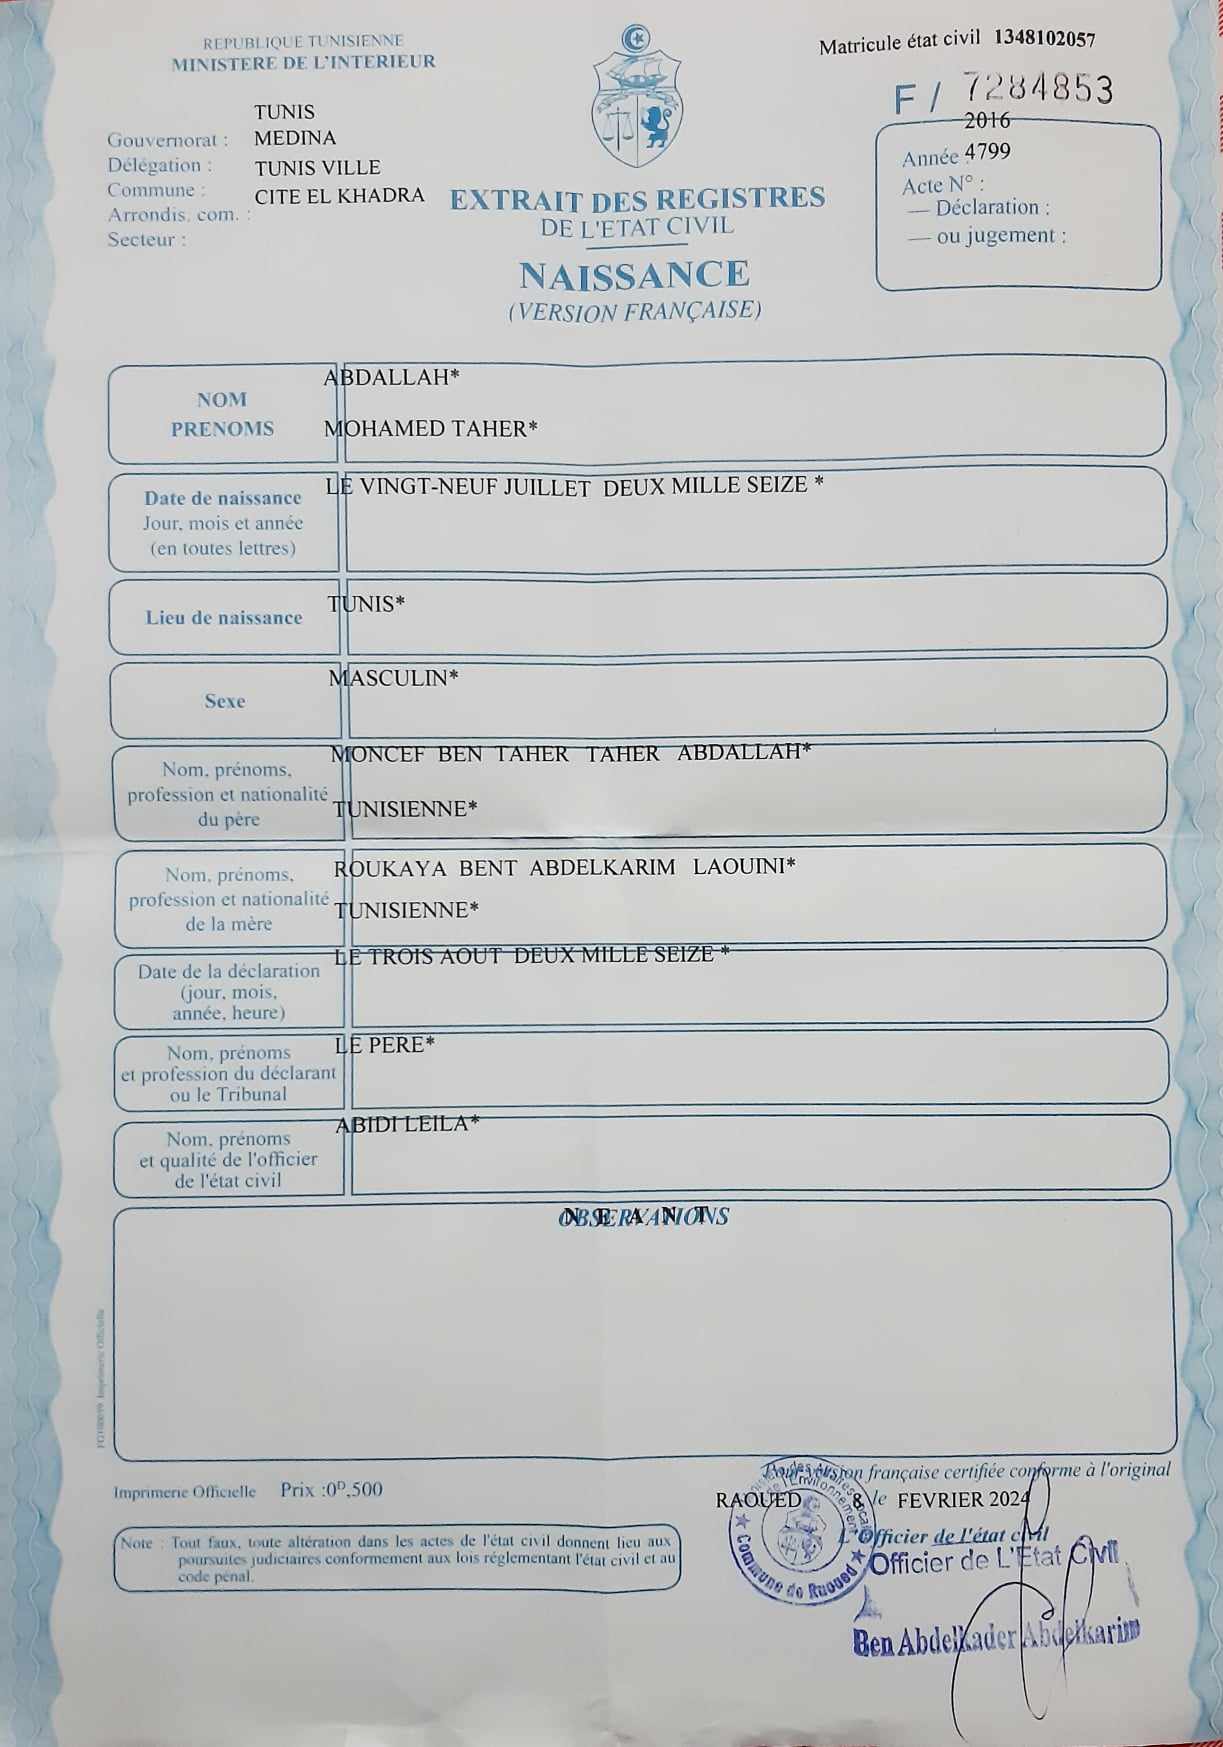 REPUBLIQUE TUNISIENNE
MINISTERE DE L'INTERIEUR
Matricule état civil 1348102057
F / 7284853
TUNIS
Gouvernorat : MEDINA
Délégation : TUNIS VILLE
Commune : CITE EL KHADRA
Arrondis. com. :
Secteur :
EXTRAIT DES REGISTRES
DE L'ETAT CIVIL
NAISSANCE
(VERSION FRANÇAISE)
2016
Année : 4799
Acte N° :
— Déclaration :
— ou jugement :
NOM
PRENOMS
ABDALLAH*
MOHAMED TAHER*
Date de naissance
Jour, mois et année
(en toutes lettres)
LE VINGT-NEUF JUILLET DEUX MILLE SEIZE *
Lieu de naissance
TUNIS*
Sexe
MASCULIN*
Nom, prénoms,
profession et nationalité
du père
MONCEF BEN TAHER TAHER ABDALLAH*
TUNISIENNE*
Nom, prénoms,
profession et nationalité
de la mère
ROUKAYA BENT ABDELKARIM LAOUINI*
TUNISIENNE*
Date de la déclaration
(jour, mois,
année, heure)
LE TROIS AOUT DEUX MILLE SEIZE *
Nom, prénoms
et profession du déclarant
ou le Tribunal
LE PERE*
Nom, prénoms
et qualité de l'officier
de l'état civil
ABIDI LEILA*
OBSERVATIONS
N E A N T
Imprimerie Officielle
Imprimerie Officielle Prix :0ᴰ,500
Note : Tout faux, toute altération dans les actes de l'état civil donnent lieu aux
poursuites judiciaires conformement aux lois réglementant l'état civil et au
code pénal.
Pour version française certifiée conforme à l'original
RAOUED 8 le FEVRIER 2024
L'Officier de l'état civil
Officier de L'Etat Civil
Ben Abdelkader Abdelkarim
Commune de Raoued